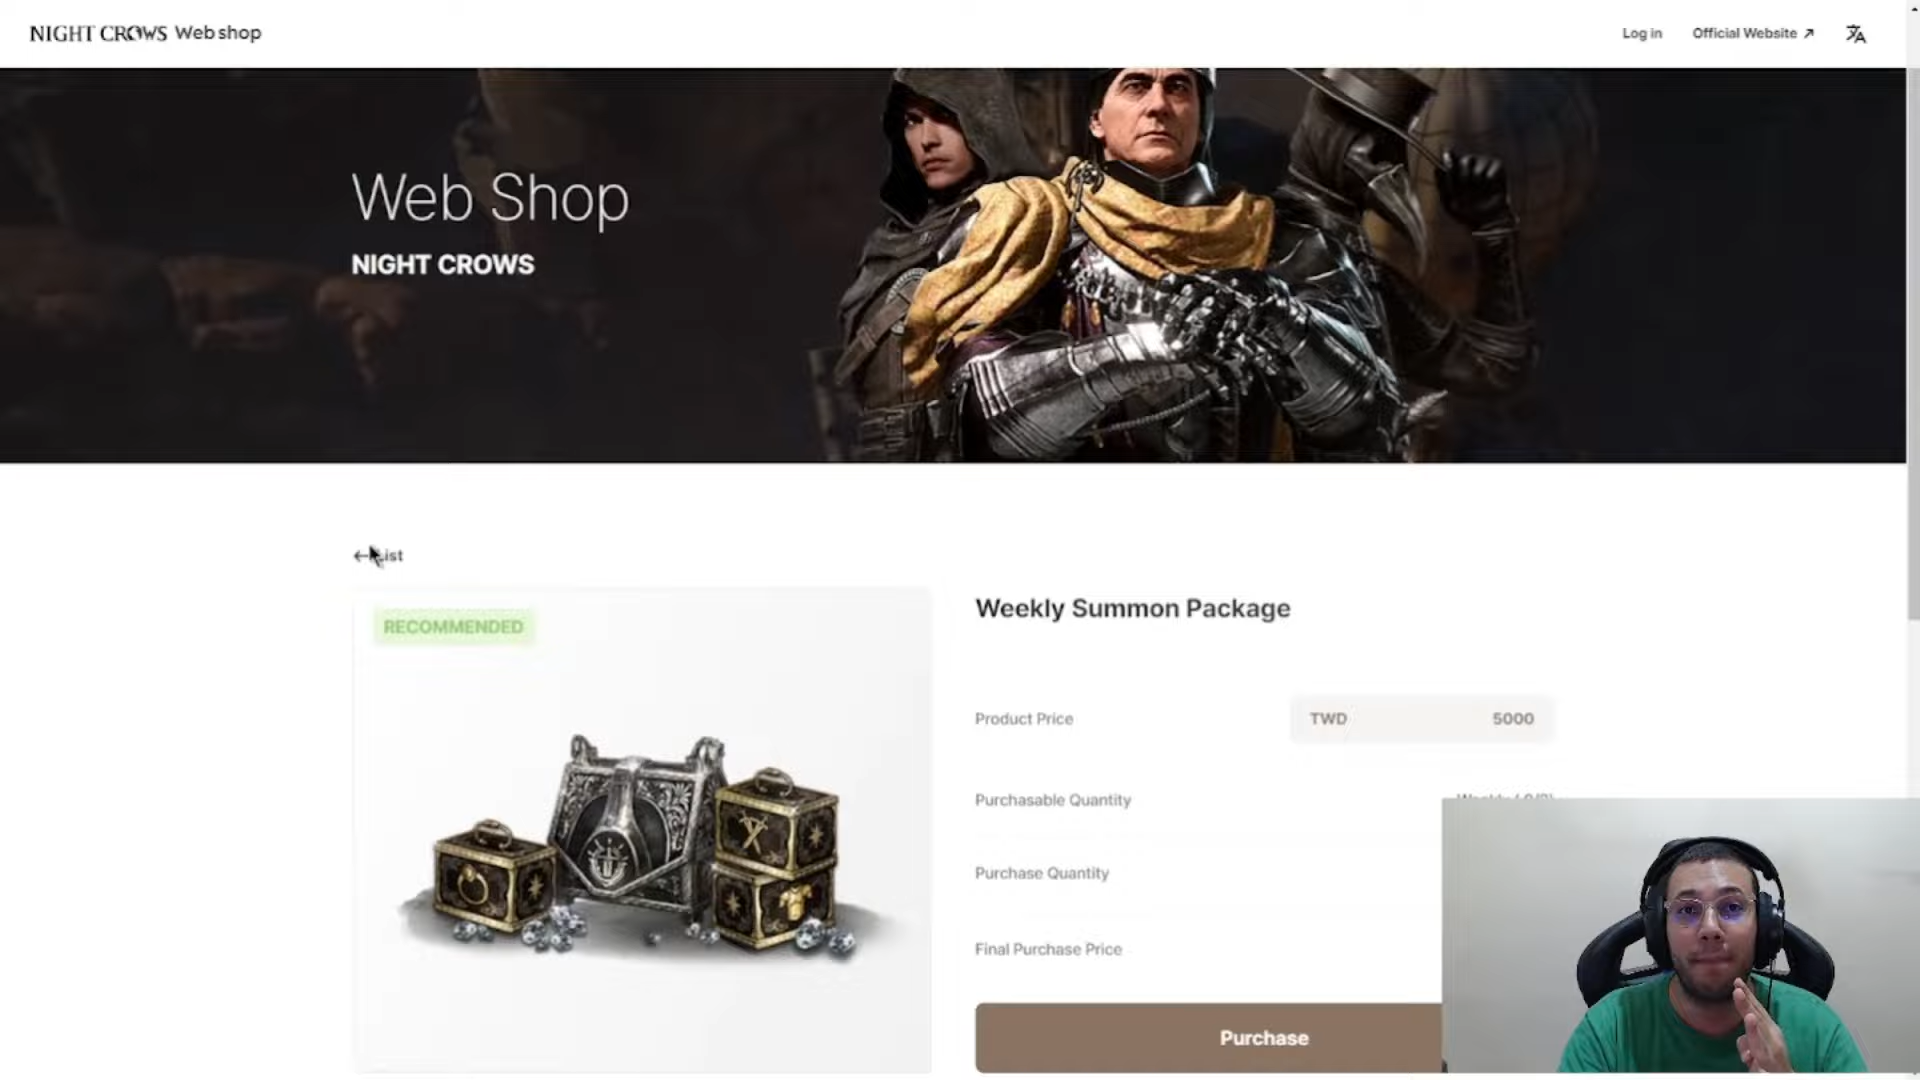 NIGHT CROWS Web shop
Log in
Official Website
Web Shop
NIGHT CROWS
RECOMMENDED
Weekly Summon Package
Product Price
TWD 5000
Purchasable Quantity
Purchase Quantity
Final Purchase Price
Purchase